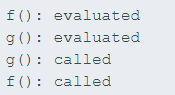 f(): evaluated
g(): evaluated
g(): called
f(): called